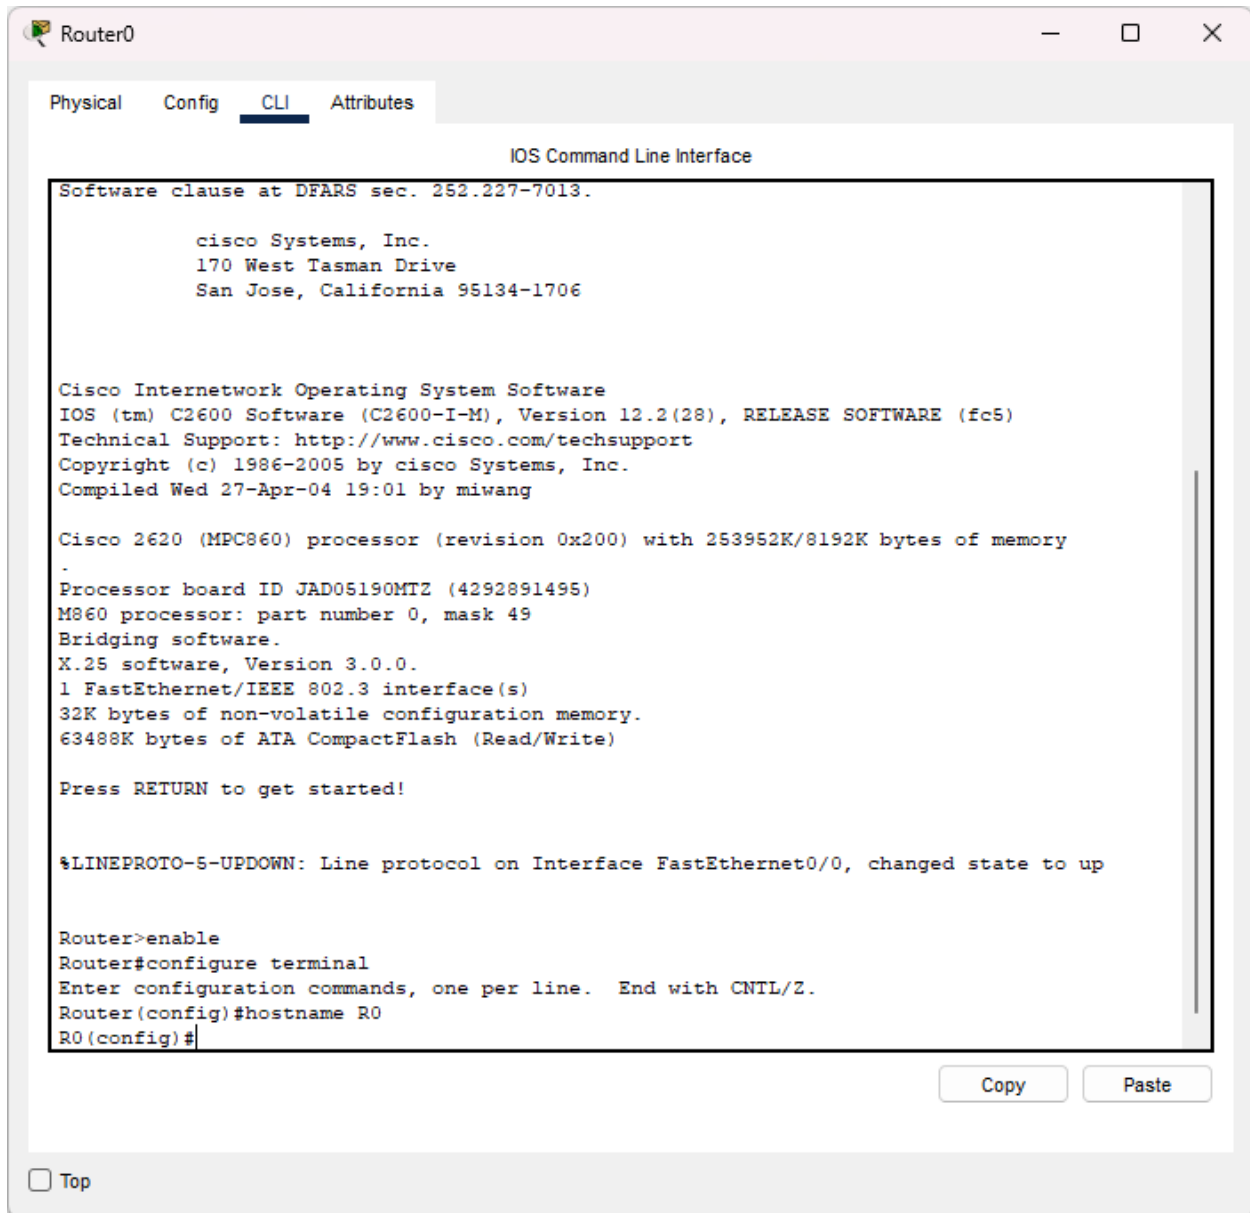 Router0
Physical Config CLI Attributes
IOS Command Line Interface
Software clause at DFARS sec. 252.227-7013.
cisco Systems, Inc.
170 West Tasman Drive
San Jose, California 95134-1706
Cisco Internetwork Operating System Software
IOS (tm) C2600 Software (C2600-I-M), Version 12.2(28), RELEASE SOFTWARE (fc5)
Technical Support: http://www.cisco.com/techsupport
Copyright (c) 1986-2005 by cisco Systems, Inc.
Compiled Wed 27-Apr-04 19:01 by miwang
Cisco 2620 (MPC860) processor (revision 0x200) with 253952K/8192K bytes of memory
.
Processor board ID JAD05190MTZ (4292891495)
M860 processor: part number 0, mask 49
Bridging software.
X.25 software, Version 3.0.0.
1 FastEthernet/IEEE 802.3 interface(s)
32K bytes of non-volatile configuration memory.
63488K bytes of ATA CompactFlash (Read/Write)
Press RETURN to get started!
%LINEPROTO-5-UPDOWN: Line protocol on Interface FastEthernet0/0, changed state to up
Router>enable
Router#configure terminal
Enter configuration commands, one per line.  End with CNTL/Z.
Router(config)#hostname R0
R0(config)#
Copy Paste
Top